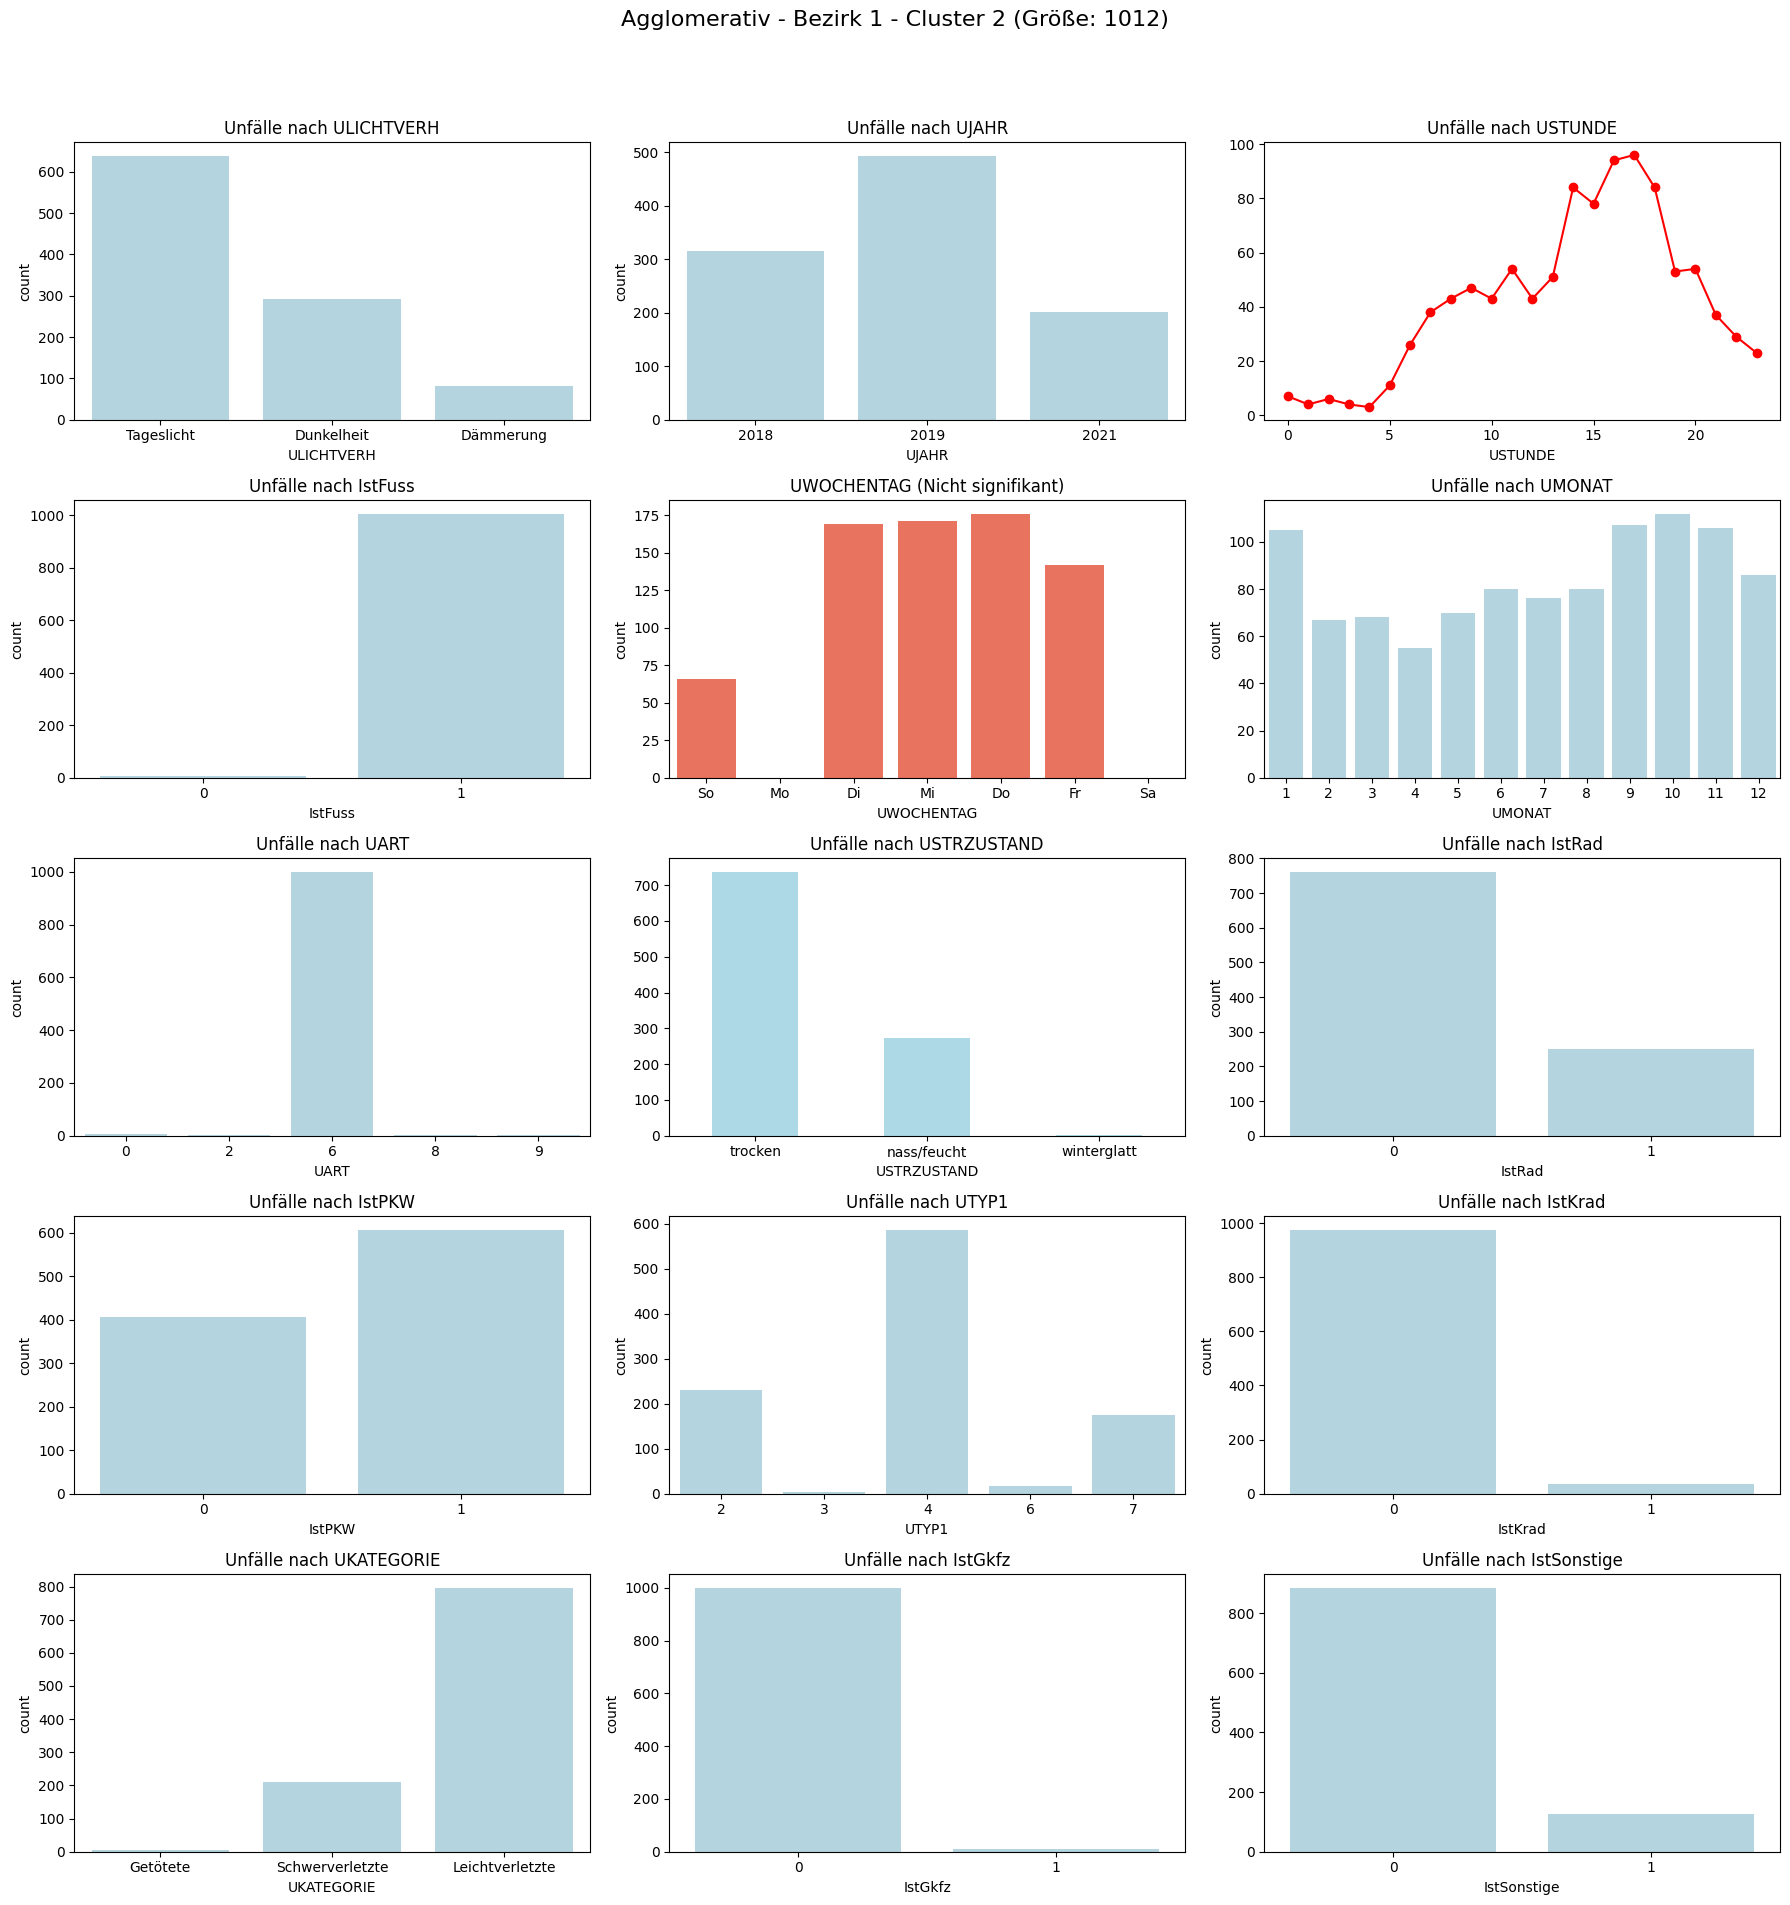 Agglomerativ - Bezirk 1 - Cluster 2 (Größe: 1012)
Unfälle nach ULICHTVERH
600
500
400
300
200
100
0
count
Tageslicht Dunkelheit Dämmerung
ULICHTVERH
Unfälle nach UJAHR
500
400
300
200
100
0
count
2018 2019 2021
UJAHR
Unfälle nach USTUNDE
100
80
60
40
20
0
0 5 10 15 20
USTUNDE
Unfälle nach IstFuss
1000
800
600
400
200
0
count
0 1
IstFuss
UWOCHENTAG (Nicht signifikant)
175
150
125
100
75
50
25
0
count
So Mo Di Mi Do Fr Sa
UWOCHENTAG
Unfälle nach UMONAT
100
80
60
40
20
0
count
1 2 3 4 5 6 7 8 9 10 11 12
UMONAT
Unfälle nach UART
1000
800
600
400
200
0
count
0 2 6 8 9
UART
Unfälle nach USTRZUSTAND
700
600
500
400
300
200
100
0
trocken nass/feucht winterglatt
USTRZUSTAND
Unfälle nach IstRad
800
700
600
500
400
300
200
100
0
count
0 1
IstRad
Unfälle nach IstPKW
600
500
400
300
200
100
0
count
0 1
IstPKW
Unfälle nach UTYP1
600
500
400
300
200
100
0
count
2 3 4 6 7
UTYP1
Unfälle nach IstKrad
1000
800
600
400
200
0
count
0 1
IstKrad
Unfälle nach UKATEGORIE
800
700
600
500
400
300
200
100
0
count
Getötete Schwerverletzte Leichtverletzte
UKATEGORIE
Unfälle nach IstGkfz
1000
800
600
400
200
0
count
0 1
IstGkfz
Unfälle nach IstSonstige
800
600
400
200
0
count
0 1
IstSonstige